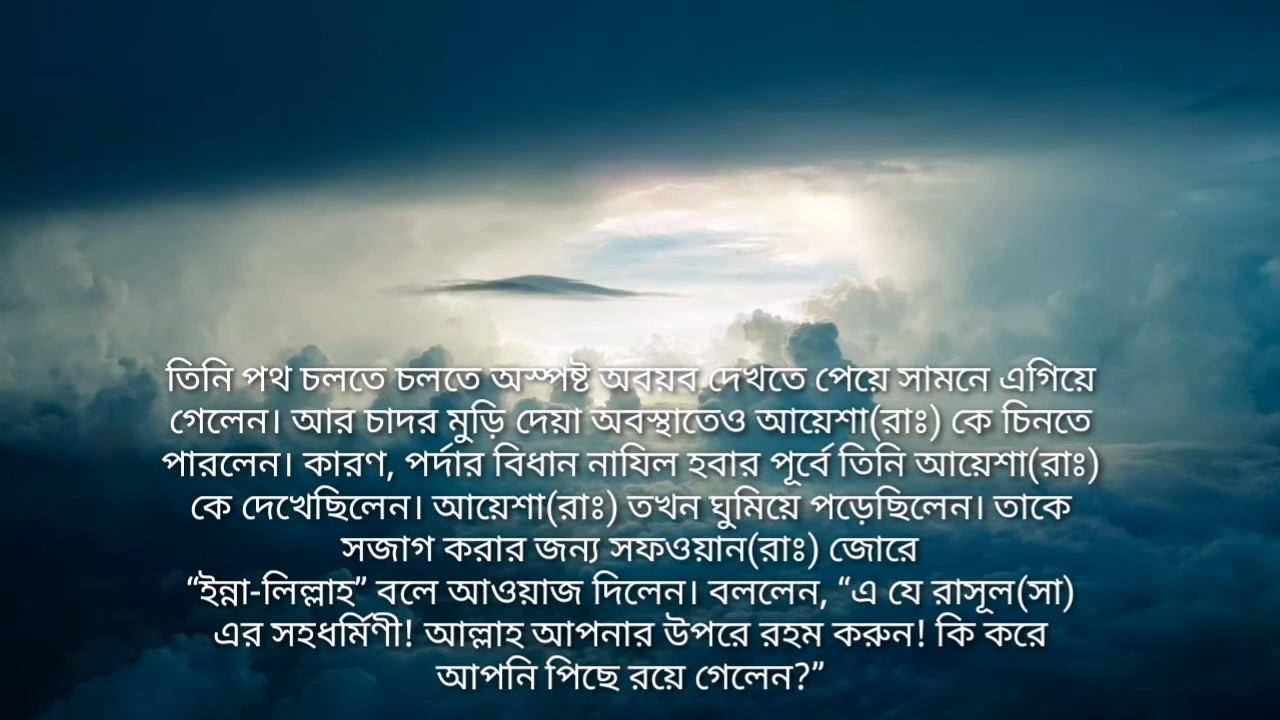 তিনি পথ চলতে চলতে অস্পষ্ট অবয়ব দেখতে পেয়ে সামনে এগিয়ে
গেলেন। আর চাদর মুড়ি দেয়া অবস্থাতেও আয়েশা(রাঃ) কে চিনতে
পারলেন। কারণ, পর্দার বিধান নাযিল হবার পূর্বে তিনি আয়েশা(রাঃ)
কে দেখেছিলেন। আয়েশা(রাঃ) তখন ঘুমিয়ে পড়েছিলেন। তাকে
সজাগ করার জন্য সফওয়ান(রাঃ) জোরে
“ইন্না-লিল্লাহ” বলে আওয়াজ দিলেন। বললেন, “এ যে রাসূল(সা)
এর সহধর্মিণী! আল্লাহ আপনার উপরে রহম করুন! কি করে
আপনি পিছে রয়ে গেলেন?”